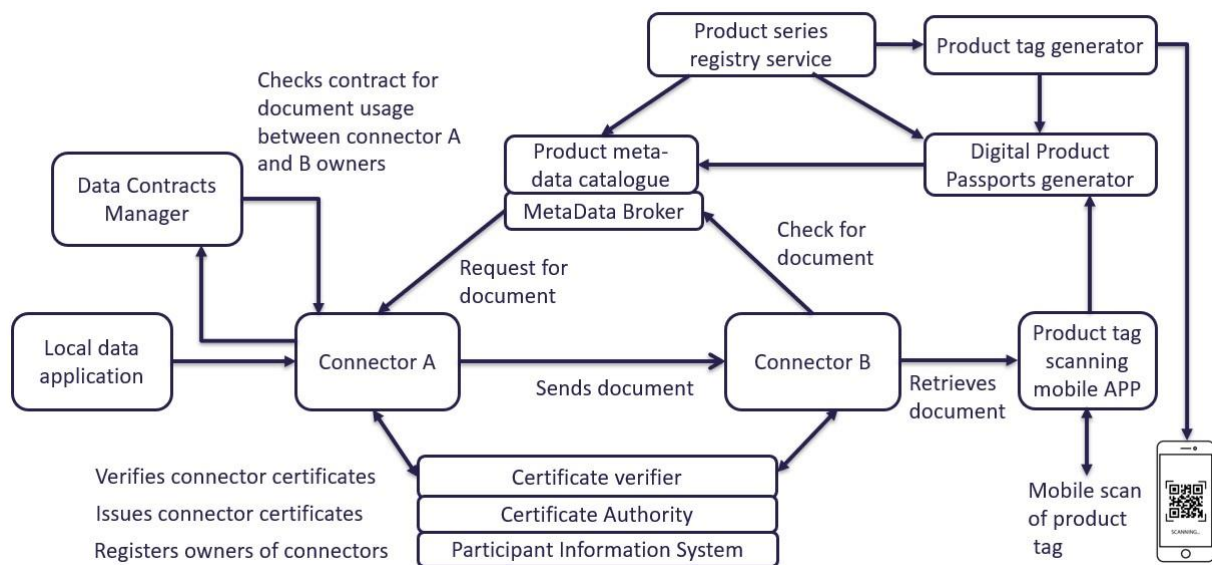 Product series
registry service
Product tag generator
Checks contract for
document usage
between connector A
and B owners
Product meta-
data catalogue
MetaData Broker
Digital Product
Passports generator
Data Contracts
Manager
Check for
document
Request for
document
Local data
application
Connector A
Connector B
Product tag
scanning
mobile APP
Sends document
Retrieves
document
Verifies connector certificates
Certificate verifier
Issues connector certificates
Certificate Authority
Registers owners of connectors
Participant Information System
Mobile scan
of product
tag
SCANNING...